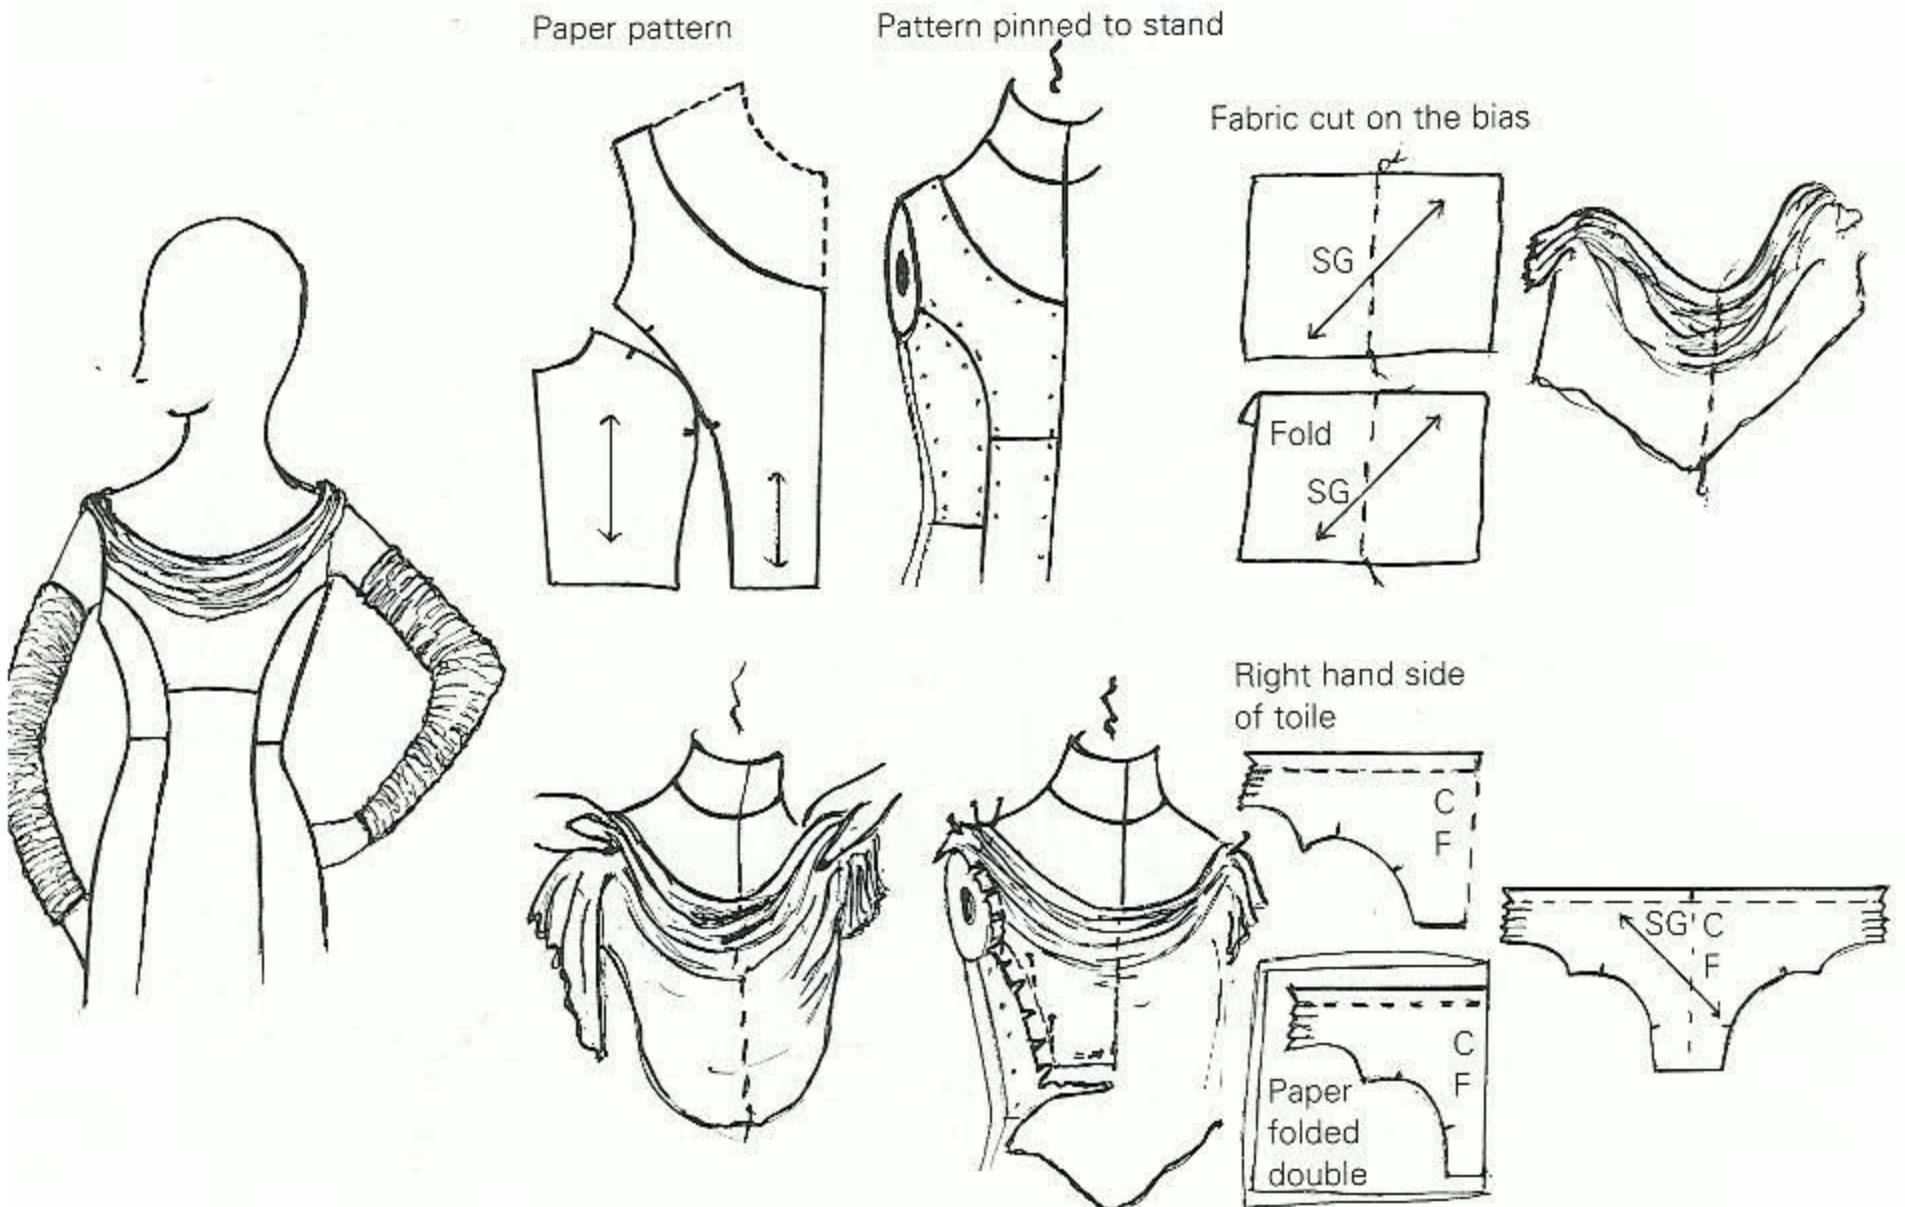 Paper pattern
Pattern pinned to stand
Fabric cut on the bias
SG
Fold
SG
Right hand side
of toile
C
F
SG C
F
C
F
Paper
folded
double